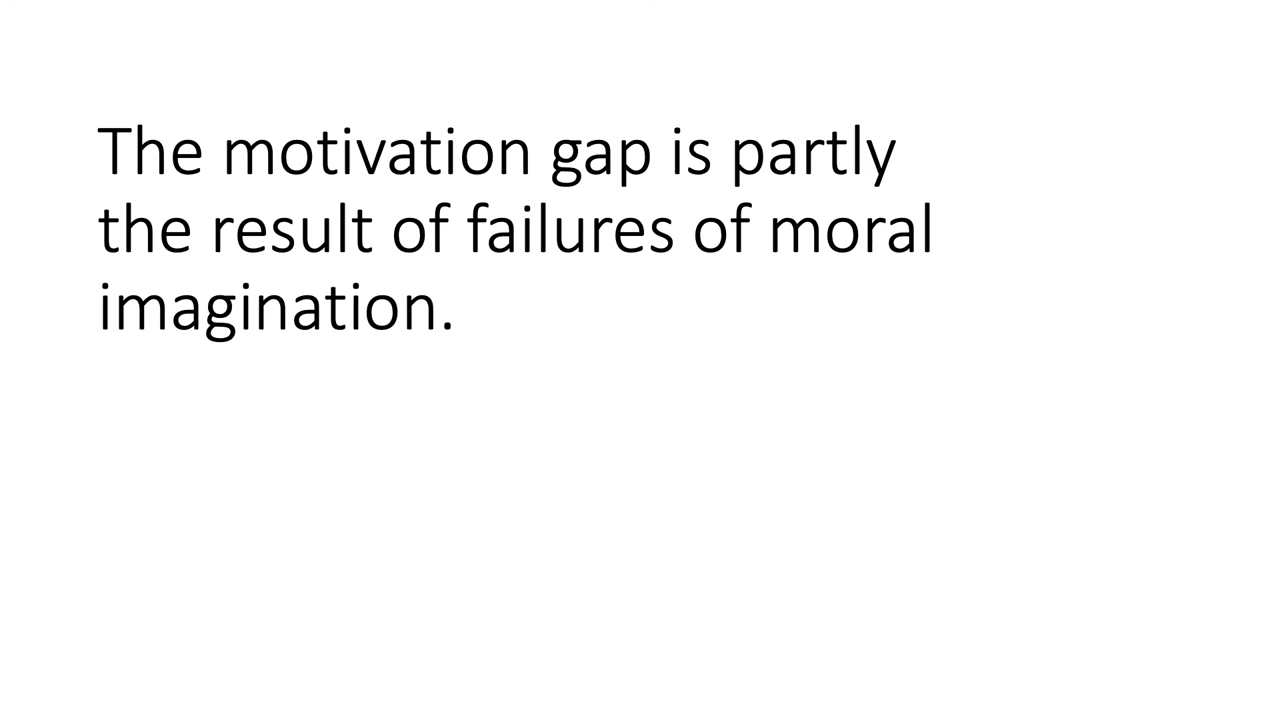 The motivation gap is partly
the result of failures of moral
imagination.